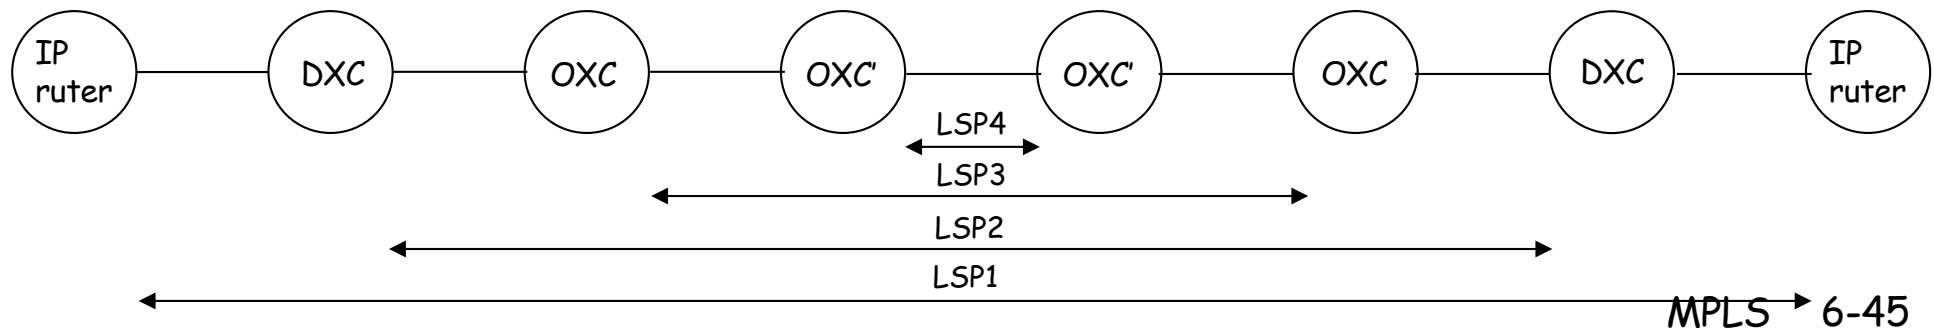 IP
ruter
DXC
OXC
OXC'
OXC'
OXC
DXC
IP
ruter
LSP4
LSP3
LSP2
LSP1
MPLS 6-45